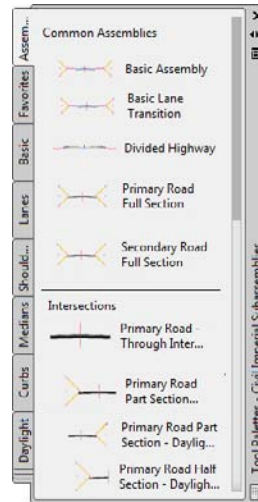 Assem...
Favorites
Basic
Lanes
Should...
Medians
Curbs
Daylight
Common Assemblies
Basic Assembly
Basic Lane
Transition
Divided Highway
Primary Road
Full Section
Secondary Road
Full Section
Intersections
Primary Road -
Through Inter...
Primary Road
Part Section...
Primary Road Part
Section - Daylig...
Primary Road Half
Section - Dayligh...
Tool Palettes - Civil Imperial Subassemblies